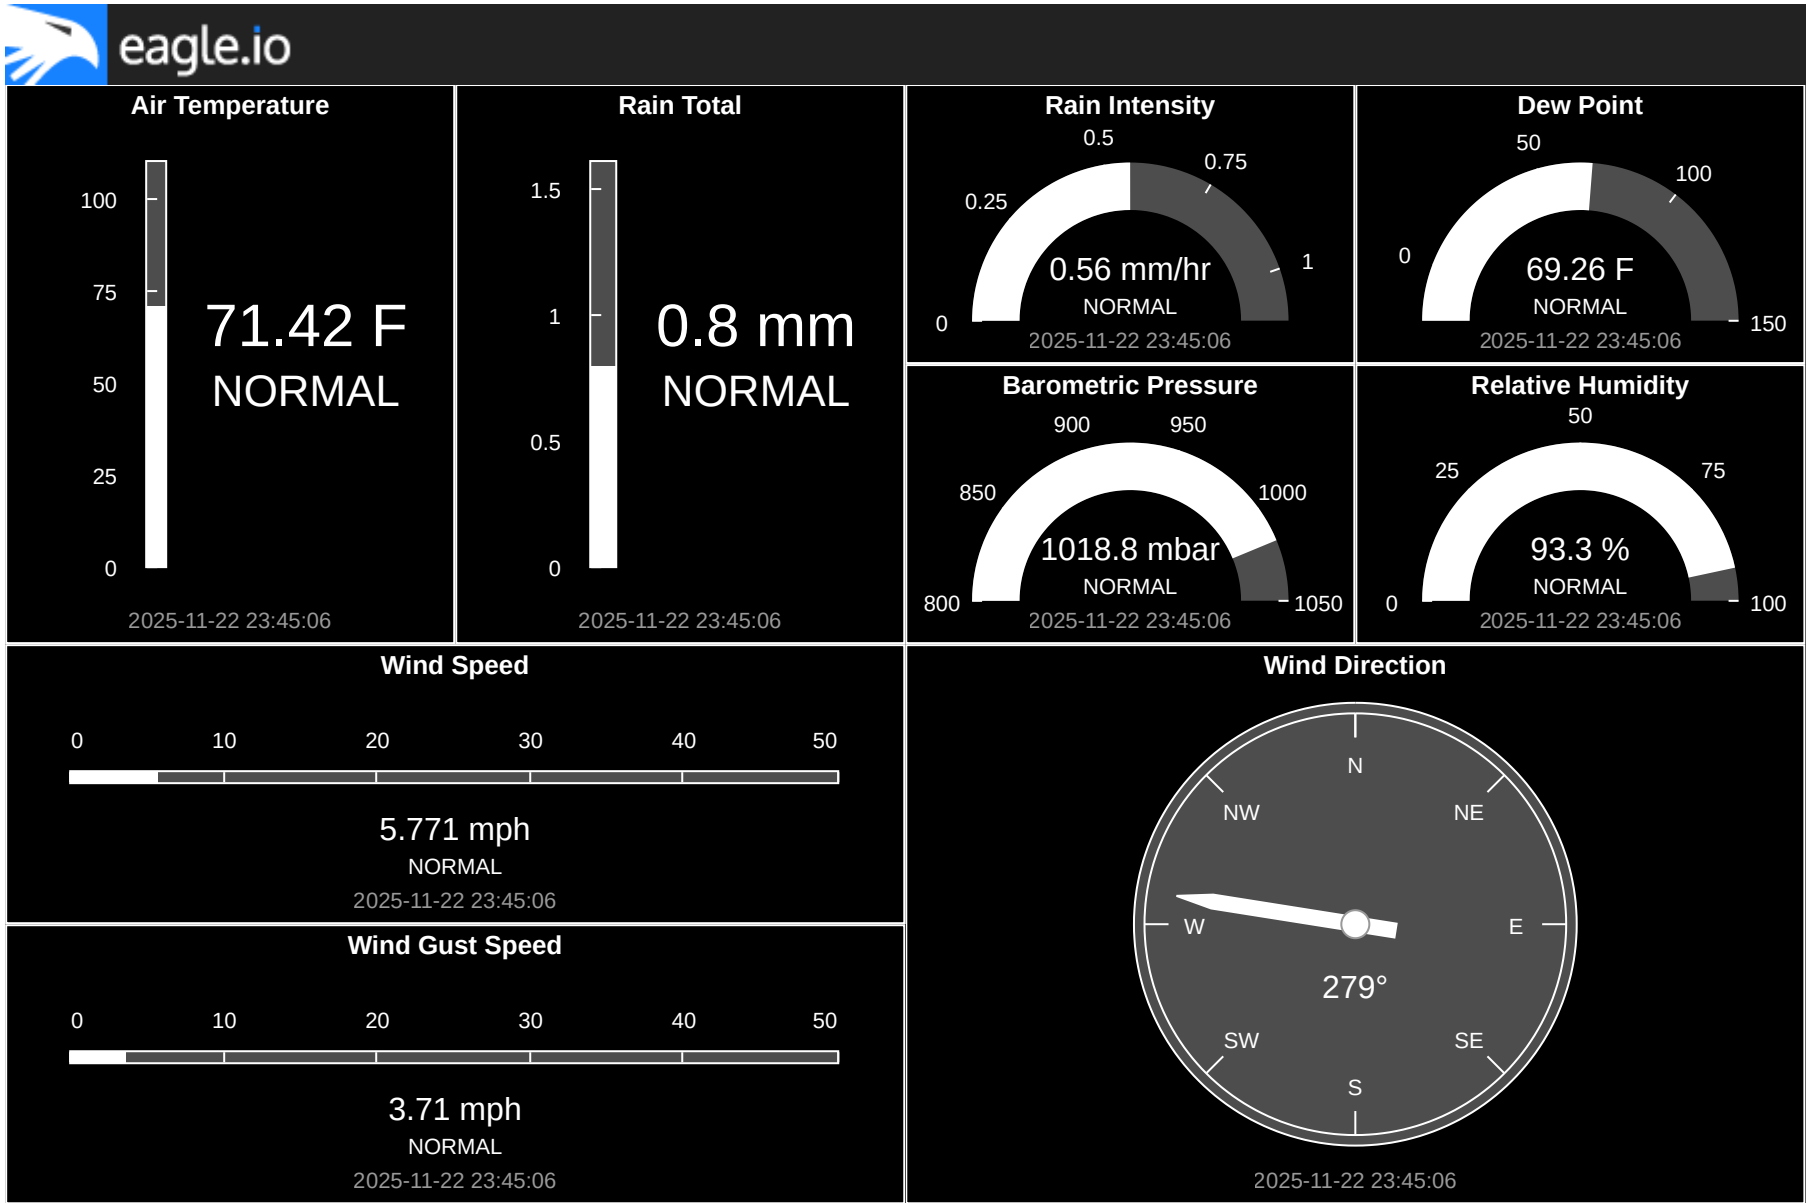 eagle.io
Air Temperature
100
75
50
25
0
71.42 F
NORMAL
2025-11-22 23:45:06
Rain Total
1.5
1
0.5
0
0.8 mm
NORMAL
2025-11-22 23:45:06
Rain Intensity
0
0.25
0.5
0.75
1
0.56 mm/hr
NORMAL
2025-11-22 23:45:06
Dew Point
0
50
100
150
69.26 F
NORMAL
2025-11-22 23:45:06
Barometric Pressure
800
850
900
950
1000
1050
1018.8 mbar
NORMAL
2025-11-22 23:45:06
Relative Humidity
0
25
50
75
100
93.3 %
NORMAL
2025-11-22 23:45:06
Wind Speed
0 10 20 30 40 50
5.771 mph
NORMAL
2025-11-22 23:45:06
Wind Gust Speed
0 10 20 30 40 50
3.71 mph
NORMAL
2025-11-22 23:45:06
Wind Direction
N
NW NE
W E
279°
SW SE
S
2025-11-22 23:45:06